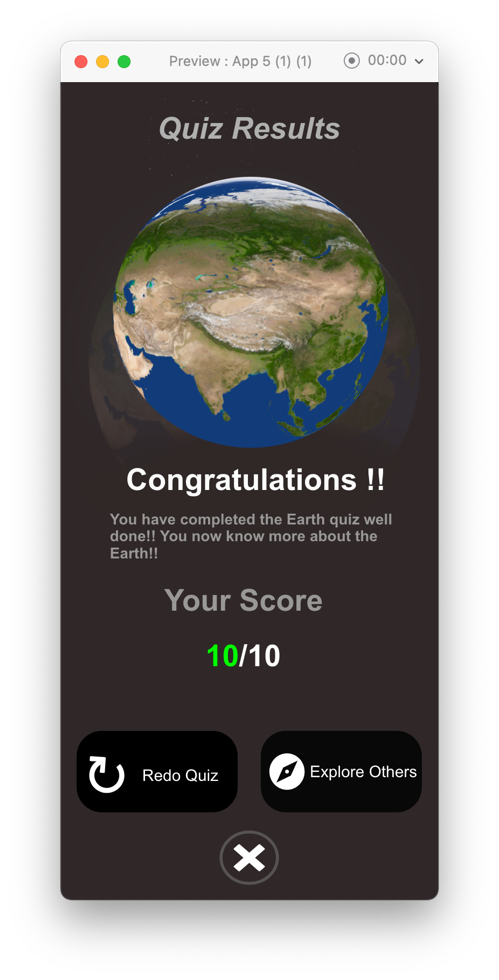 Preview : App 5 (1) (1)
00:00
Quiz Results
Congratulations !!
You have completed the Earth quiz well
done!! You now know more about the
Earth!!
Your Score
10/10
Redo Quiz
Explore Others